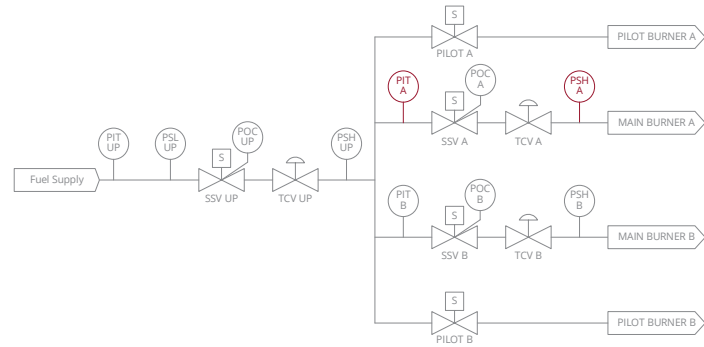 S
PILOT A
PILOT BURNER A
PIT
A
S
POC
A
SSV A
TCV A
PSH
A
MAIN BURNER A
Fuel Supply
PIT
UP
PSL
UP
S
POC
UP
SSV UP
TCV UP
PSH
UP
PIT
B
S
POC
B
SSV B
TCV B
PSH
B
MAIN BURNER B
S
PILOT B
PILOT BURNER B